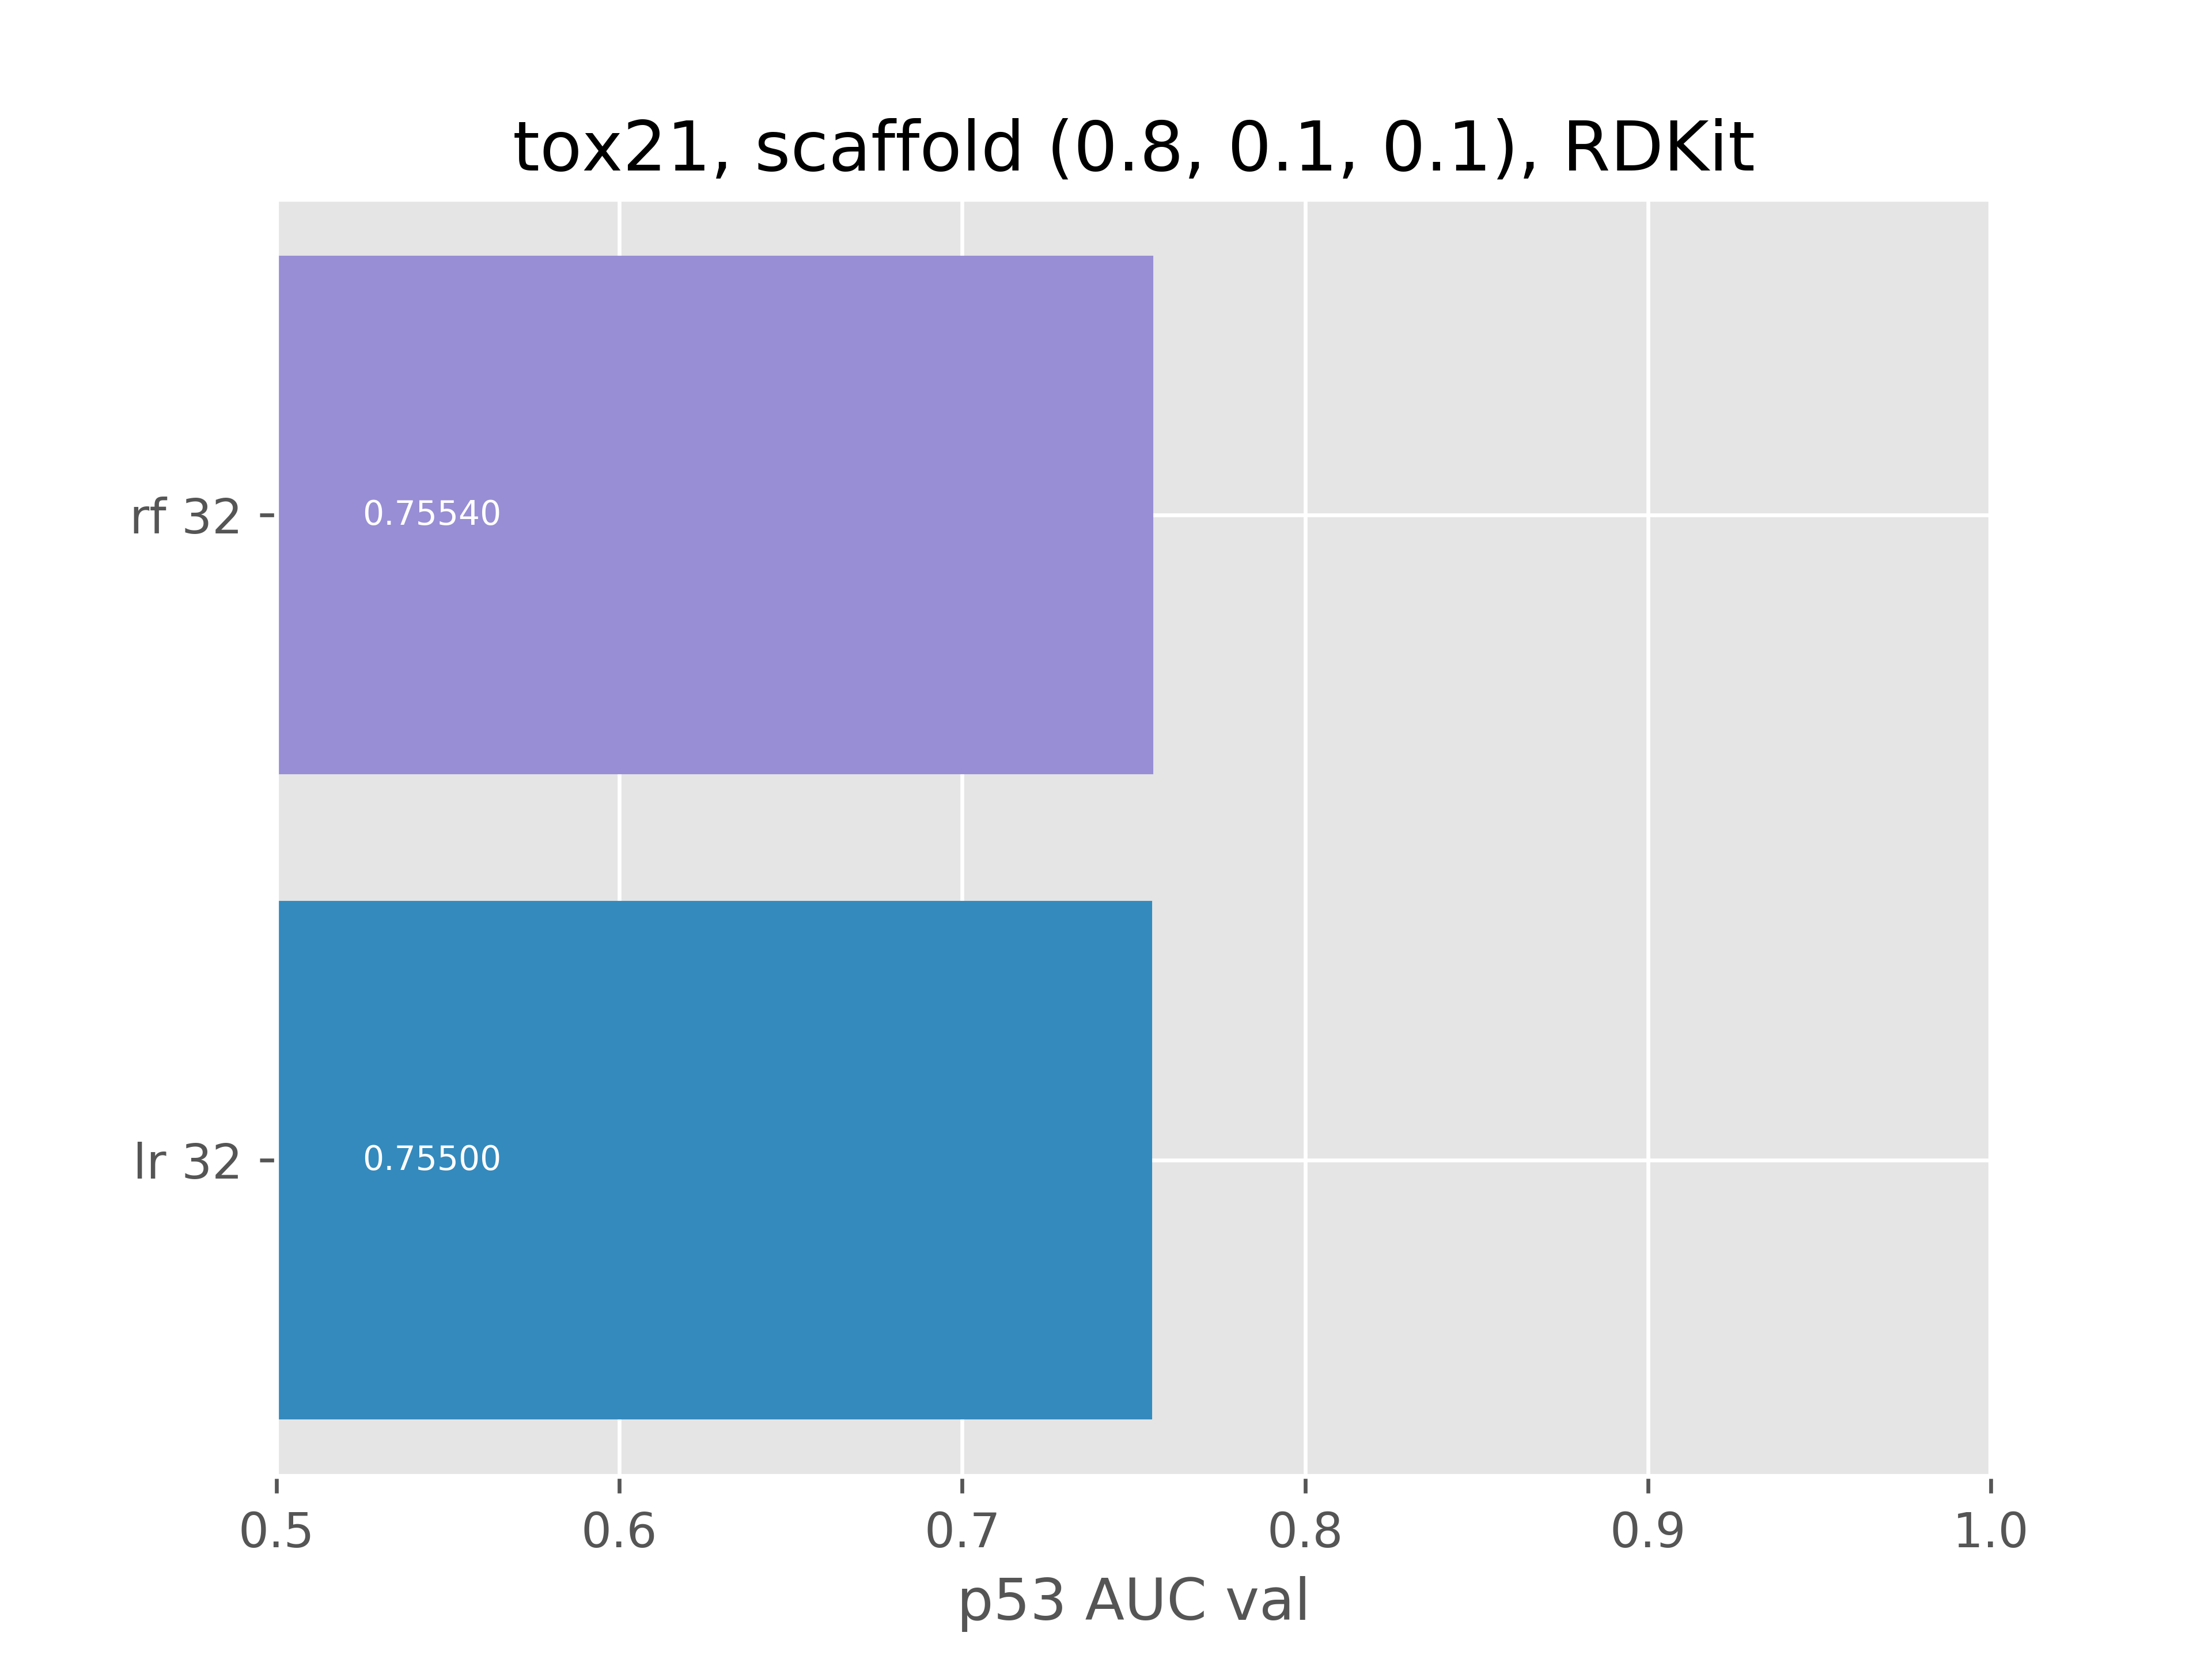 tox21, scaffold (0.8, 0.1, 0.1), RDKit
rf 32
0.75540
lr 32
0.75500
0.5 0.6 0.7 0.8 0.9 1.0
p53 AUC val